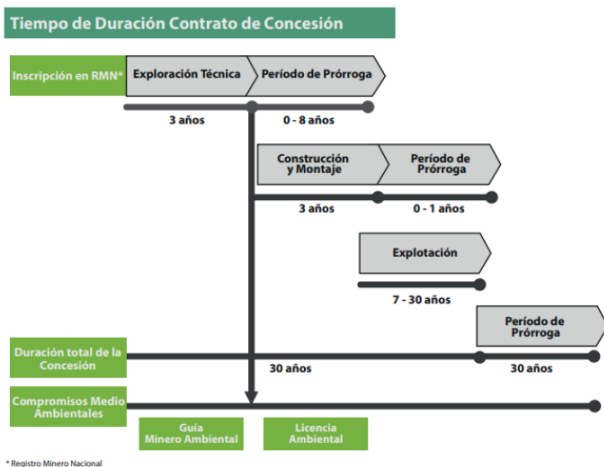 Tiempo de Duración Contrato de Concesión
Inscripción en RMN*
Exploración Técnica
Período de Prórroga
3 años
0 - 8 años
Construcción
y Montaje
Período de
Prórroga
3 años
0 - 1 años
Explotación
7 - 30 años
Período de
Prórroga
Duración total de la
Concesión
30 años
30 años
Compromisos Medio
Ambientales
Guía
Minero Ambiental
Licencia
Ambiental
* Registro Minero Nacional